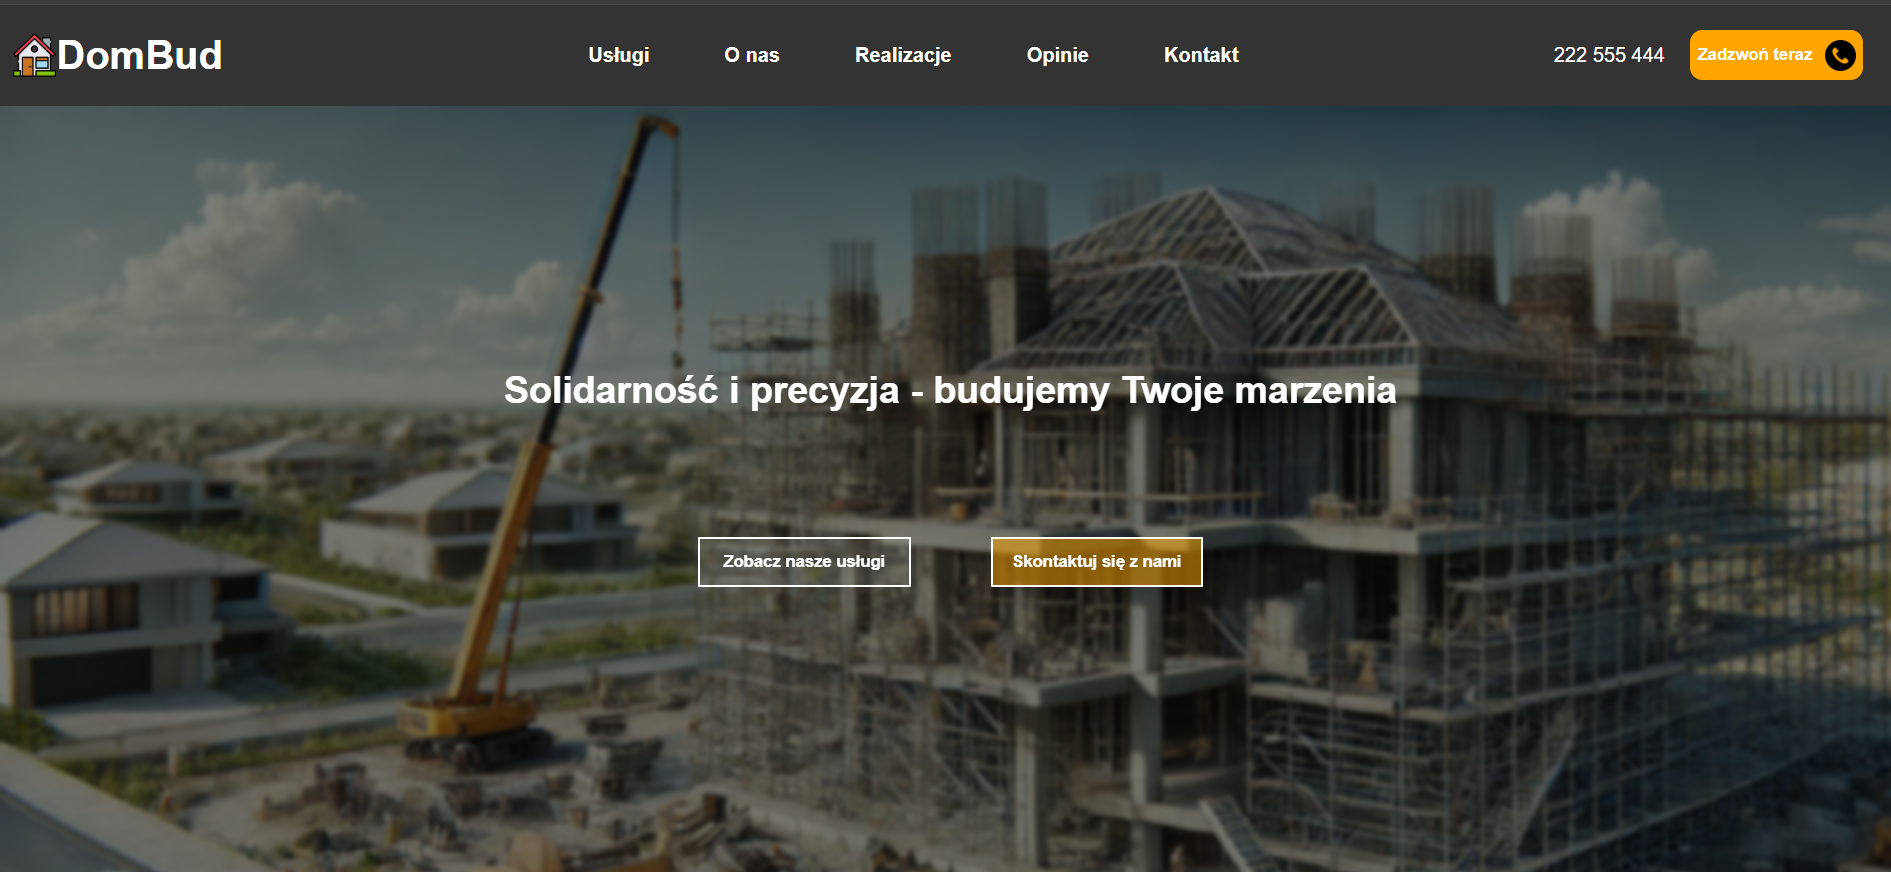 DomBud
Usługi
O nas
Realizacje
Opinie
Kontakt
222 555 444
Zadzwoń teraz
Solidarność i precyzja - budujemy Twoje marzenia
Zobacz nasze usługi
Skontaktuj się z nami